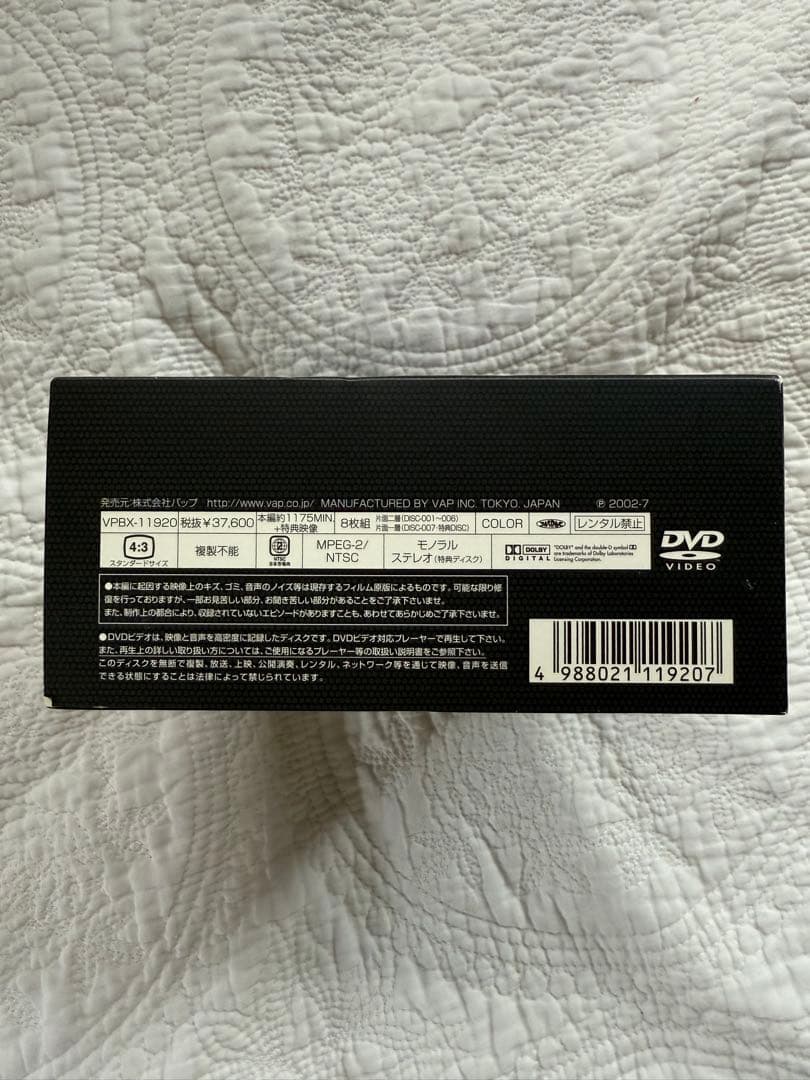 発売元:株式会社バップ http://www.vap.co.jp/ MANUFACTURED BY VAP INC. TOKYO. JAPAN ℗ 2002-7
VPBX-11920 税抜¥37,600 本編約1175MIN.+特典映像 8枚組 片面二層(DISC-001~006) 片面一層(DISC-007・特典DISC) COLOR レンタル禁止
4:3 スタンダードサイズ 複製不能 2 NTSC 日本市場向 MPEG-2/NTSC モノラル ステレオ(特典ディスク) DOLBY DIGITAL "DOLBY" and the double-D symbol are trademarks of Dolby Laboratories Licensing Corporation. DVD VIDEO
●本編に起因する映像上のキズ、ゴミ、音声のノイズ等は現存するフィルム原版によるものです。可能な限り修
復を行っておりますが、一部お見苦しい部分、お聞き苦しい部分があることをご了承下さいませ。
また、制作上の都合により、収録されていないエピソードがありますことも、あわせてあらかじめご了承下さいませ。
●DVDビデオは、映像と音声を高密度に記録したディスクです。DVDビデオ対応プレーヤーで再生して下さい。
また、再生上の詳しい取り扱い方については、ご使用になるプレーヤー等の取扱い説明書をご参照下さい。
このディスクを無断で複製、放送、上映、公開演奏、レンタル、ネットワーク等を通じて映像、音声を送信
できる状態にすることは法律によって禁じられています。
4 988021 119207